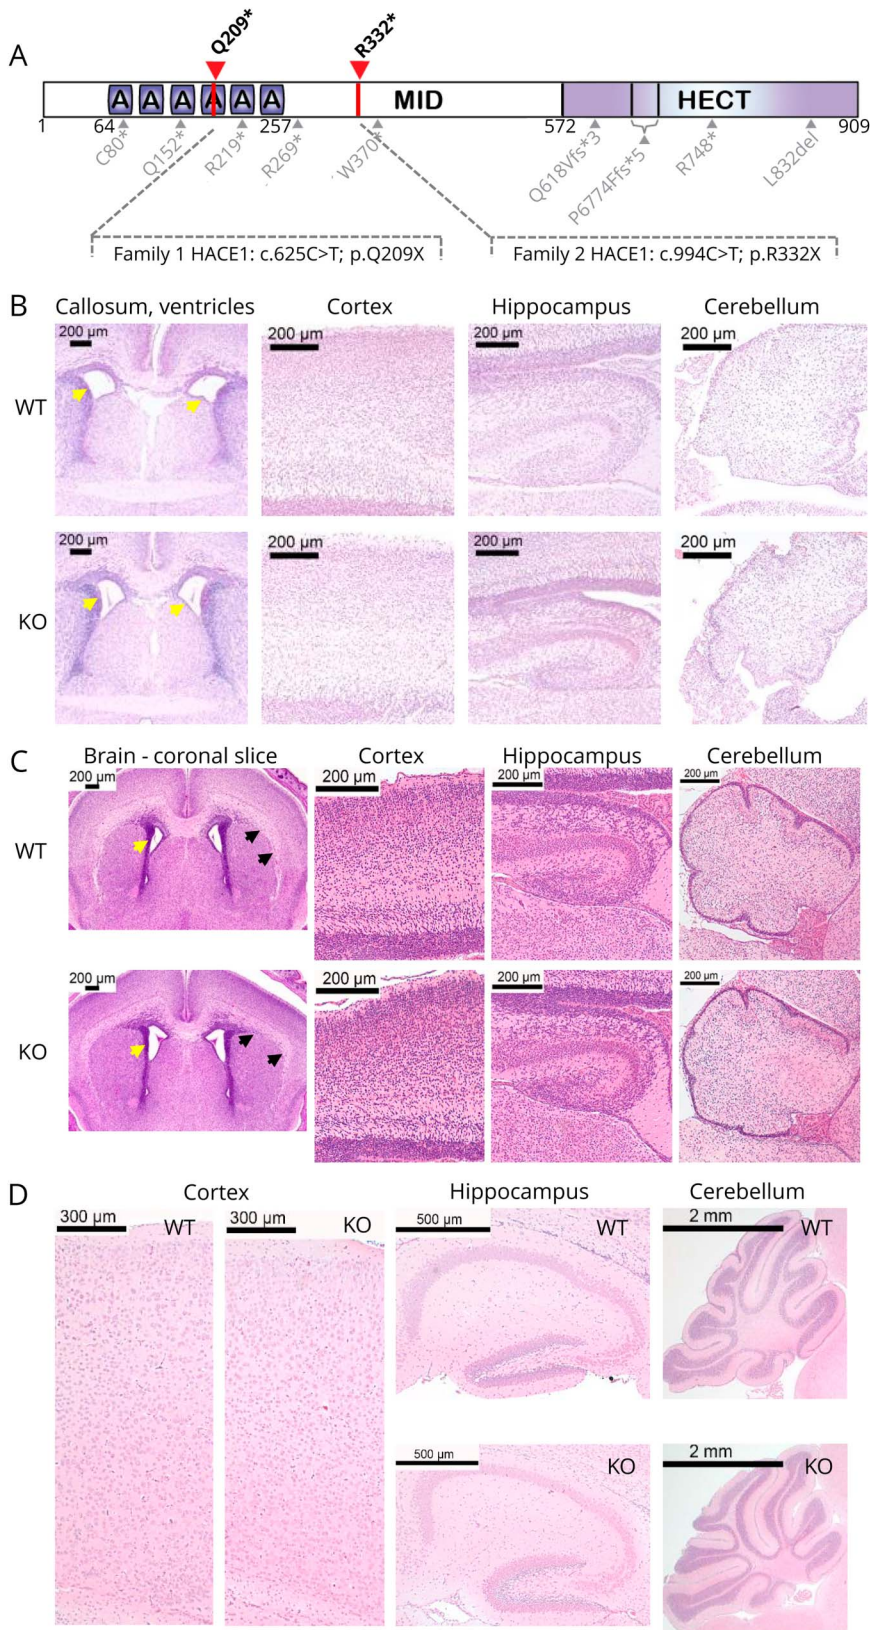 A
Q209*
R332*
A A A A A A
MID
HECT
1
64
257
572
909
C80*
Q152*
R219*
R269*
W370*
Q618Vfs*3
P6774Ffs*5
R748*
L832del
Family 1 HACE1: c.625C>T; p.Q209X
Family 2 HACE1: c.994C>T; p.R332X
B
Callosum, ventricles
Cortex
Hippocampus
Cerebellum
200 µm
200 µm
200 µm
200 µm
WT
200 µm
200 µm
200 µm
200 µm
KO
C
Brain - coronal slice
Cortex
Hippocampus
Cerebellum
200 µm
200 µm
200 µm
200 µm
WT
200 µm
200 µm
200 µm
200 µm
KO
D
Cortex
Hippocampus
Cerebellum
300 µm
WT
300 µm
KO
500 µm
WT
2 mm
WT
500 µm
KO
2 mm
KO